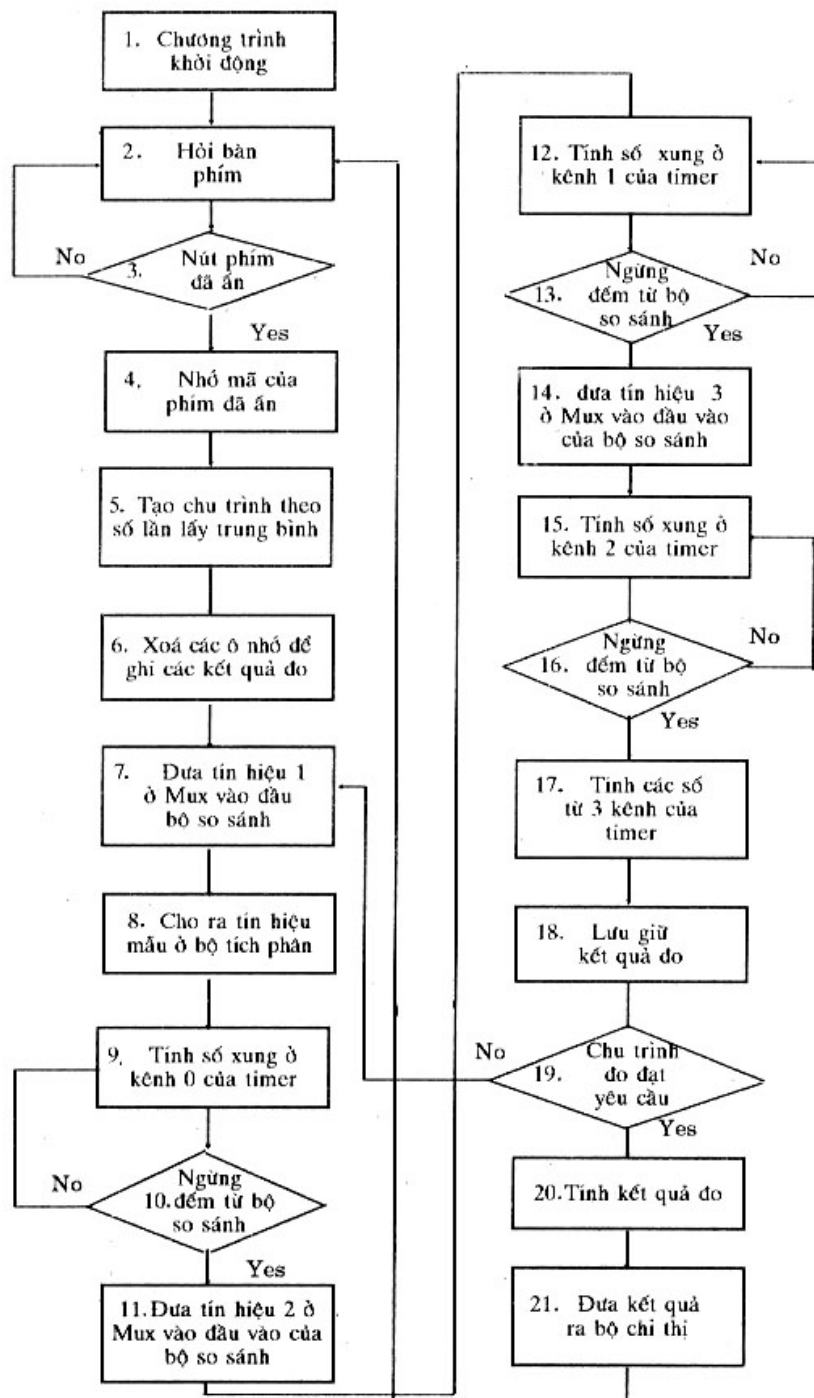 1. Chương trình
khởi động
2. Hỏi bàn
phím
No
3. Nút phím
đã ấn
Yes
4. Nhớ mã của
phím đã ấn
5. Tạo chu trình theo
số lần lấy trung bình
6. Xoá các ô nhớ để
ghi các kết quả đo
7. Đưa tín hiệu 1
ở Mux vào đầu
bộ so sánh
8. Cho ra tín hiệu
mẫu ở bộ tích phân
9. Tính số xung ở
kênh 0 của timer
No
Ngừng
10. đếm từ bộ
so sánh
Yes
11. Đưa tín hiệu 2 ở
Mux vào đầu vào của
bộ so sánh
12. Tính số xung ở
kênh 1 của timer
No
Ngừng
13. đếm từ bộ
so sánh
Yes
14. đưa tín hiệu 3
ở Mux vào đầu vào
của bộ so sánh
15. Tính số xung ở
kênh 2 của timer
No
Ngừng
16. đếm từ bộ
so sánh
Yes
17. Tính các số
từ 3 kênh của
timer
18. Lưu giữ
kết quả đo
No
Chu trình
19. đo đạt
yêu cầu
Yes
20. Tính kết quả đo
21. Đưa kết quả
ra bộ chỉ thị